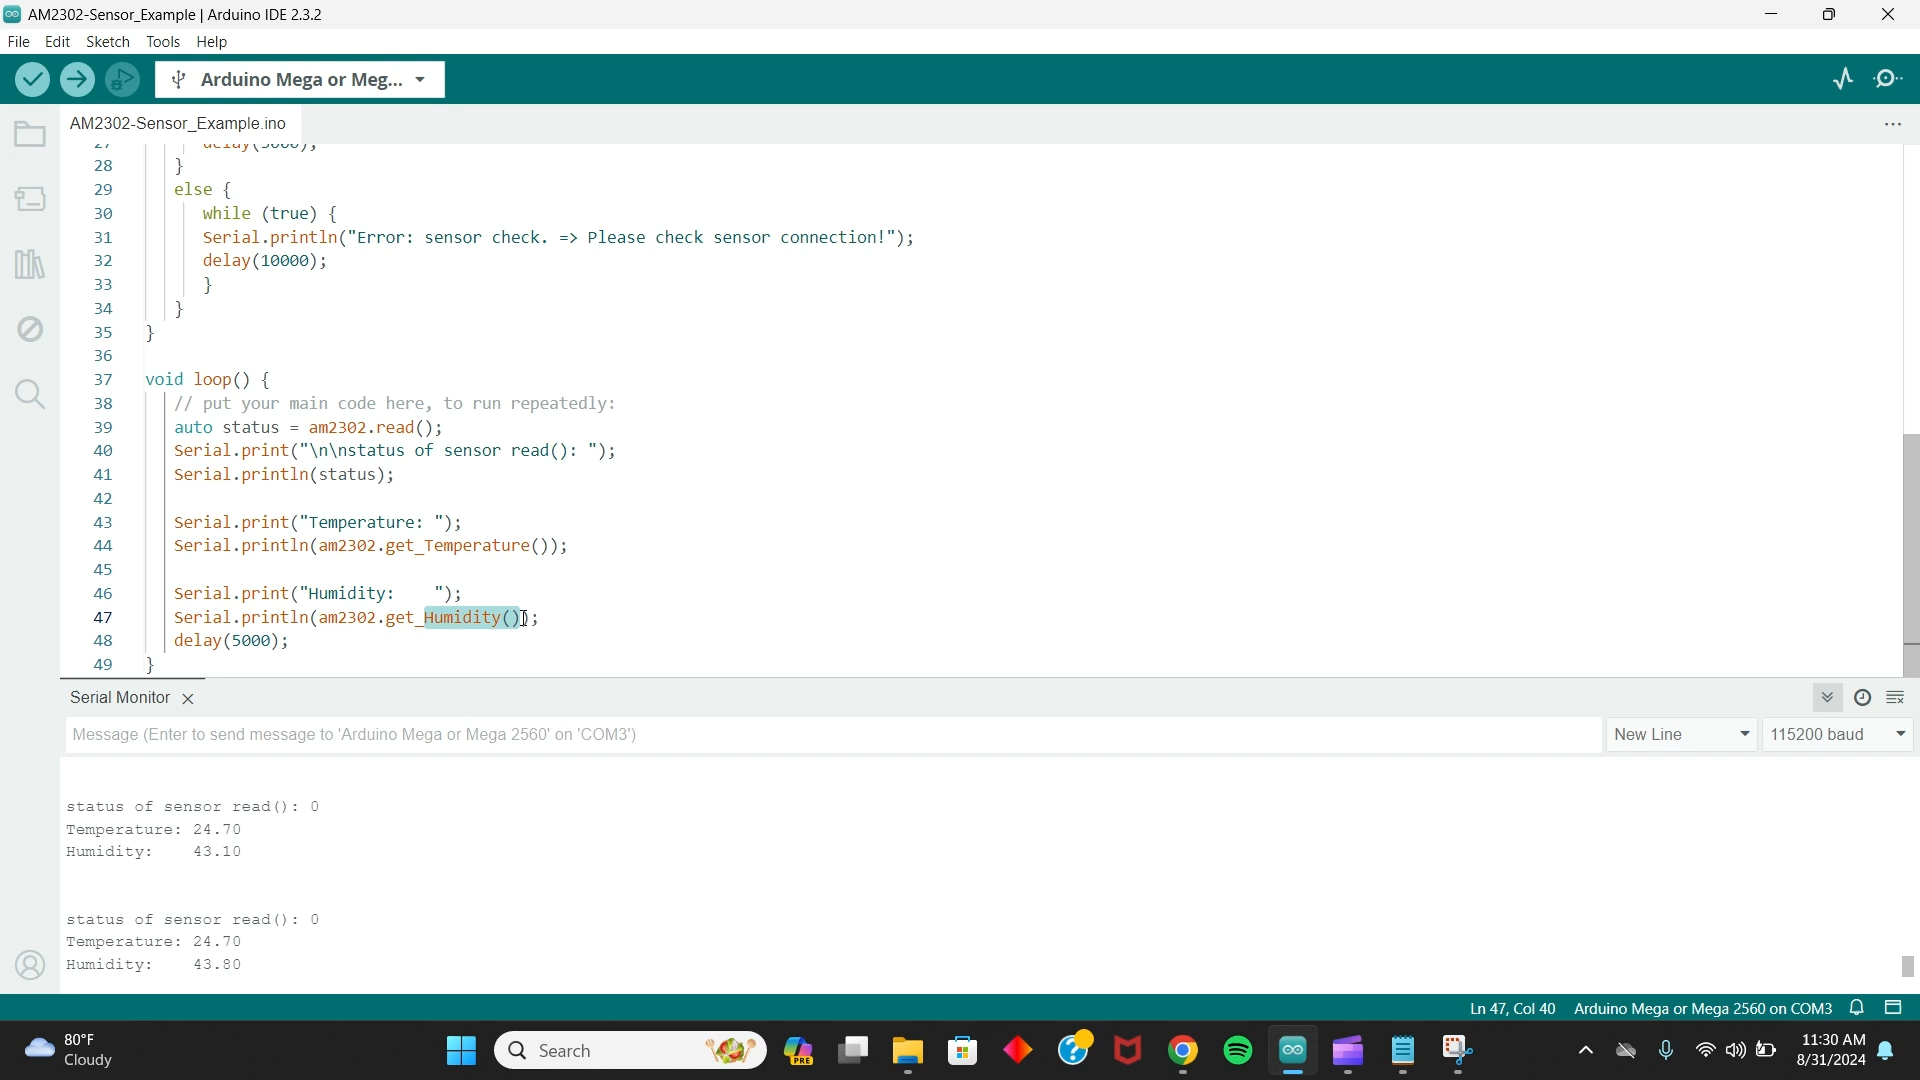 AM2302-Sensor_Example | Arduino IDE 2.3.2
File Edit Sketch Tools Help
Arduino Mega or Meg...
AM2302-Sensor_Example.ino
27 delay(3000);
28 }
29 else {
30 while (true) {
31 Serial.println("Error: sensor check. => Please check sensor connection!");
32 delay(10000);
33 }
34 }
35 }
36
37 void loop() {
38 // put your main code here, to run repeatedly:
39 auto status = am2302.read();
40 Serial.print("\n\nstatus of sensor read(): ");
41 Serial.println(status);
42
43 Serial.print("Temperature: ");
44 Serial.println(am2302.get_Temperature());
45
46 Serial.print("Humidity:    ");
47 Serial.println(am2302.get_Humidity());
48 delay(5000);
49 }
Serial Monitor
Message (Enter to send message to 'Arduino Mega or Mega 2560' on 'COM3') New Line 115200 baud
status of sensor read(): 0
Temperature: 24.70
Humidity:    43.10
status of sensor read(): 0
Temperature: 24.70
Humidity:    43.80
Ln 47, Col 40 Arduino Mega or Mega 2560 on COM3
80°F
Cloudy
Search
PRE
11:30 AM
8/31/2024